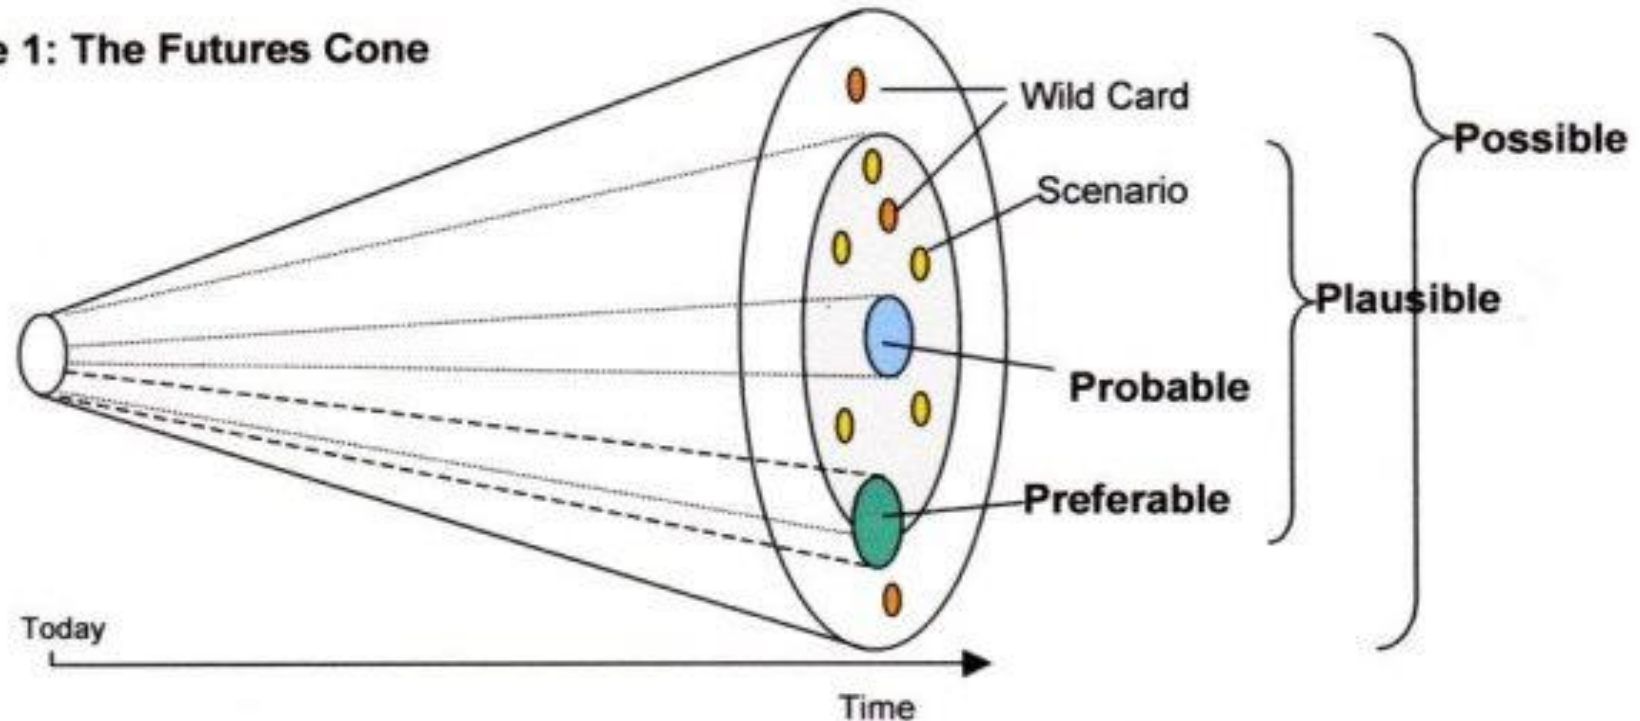 e 1: The Futures Cone
Wild Card
Possible
Scenario
Plausible
Probable
Preferable
Today
Time